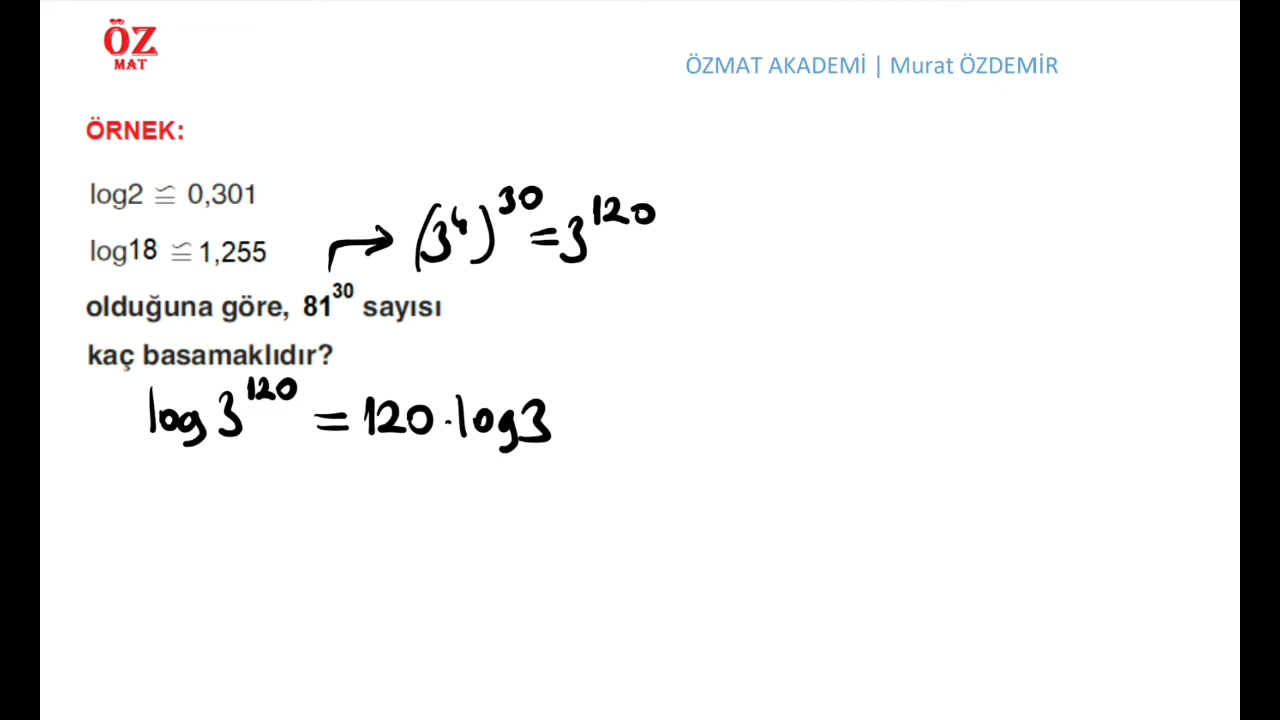 ÖZ
MAT
ÖZMAT AKADEMİ | Murat ÖZDEMİR
ÖRNEK:
log2 ≌ 0,301
log18 ≌ 1,255
→ (3⁴)³⁰ = 3¹²⁰
olduğuna göre, 81³⁰ sayısı
kaç basamaklıdır?
log 3¹²⁰ = 120 · log3